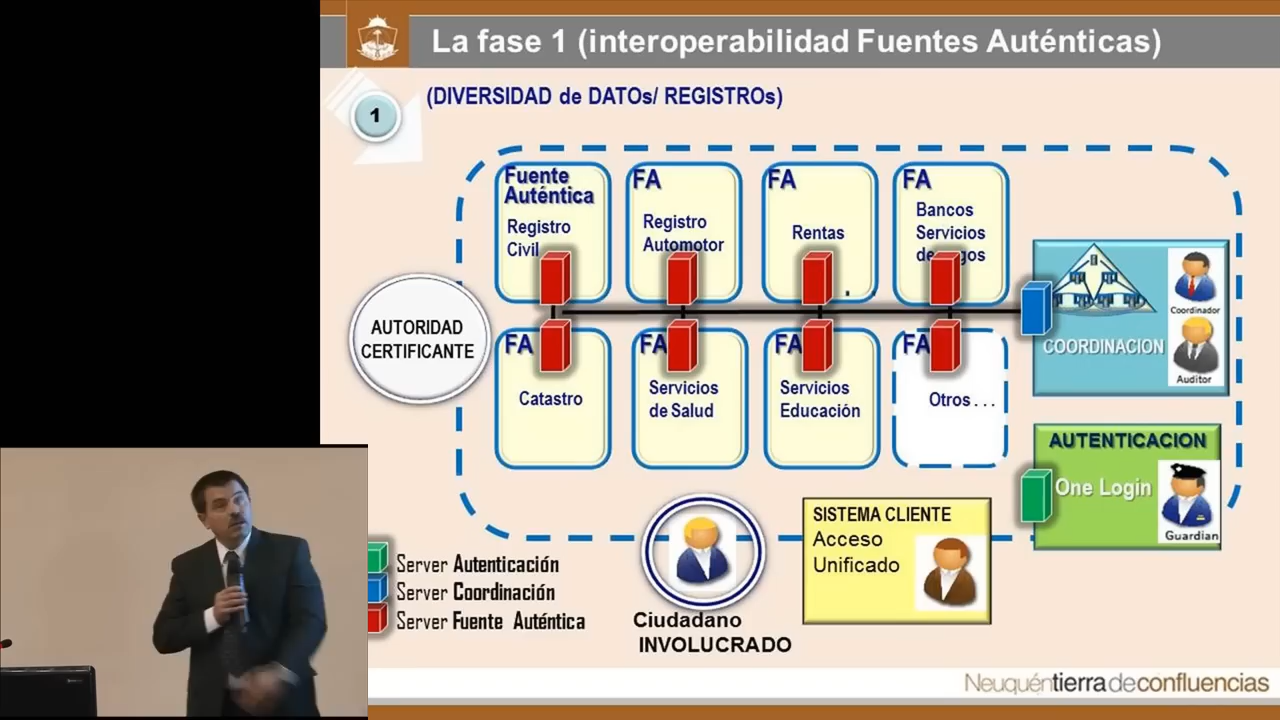 La fase 1 (interoperabilidad Fuentes Auténticas)
1
(DIVERSIDAD de DATOs/ REGISTROs)
Fuente
Auténtica
Registro
Civil
FA
Registro
Automotor
FA
Rentas
FA
Bancos
Servicios
AUTORIDAD
CERTIFICANTE
FA
Catastro
FA
Servicios
de Salud
FA
Servicios
Educación
FA
Otros . . .
Coordinador
COORDINACION
Auditor
AUTENTICACION
One Login
Guardian
SISTEMA CLIENTE
Acceso
Unificado
Server Autenticación
Server Coordinación
Server Fuente Auténtica
Ciudadano
INVOLUCRADO
Neuquéntierradeconfluencias